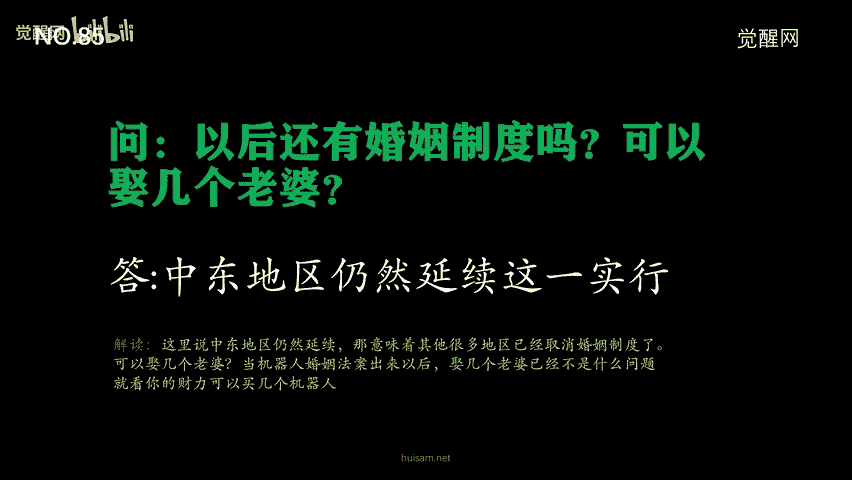 觉醒网 bilibili
NO.85
觉醒网
问：以后还有婚姻制度吗？可以
娶几个老婆？
答:中东地区仍然延续这一实行
解读：这里说中东地区仍然延续，那意味着其他很多地区已经取消婚姻制度了。
可以娶几个老婆？当机器人婚姻法案出来以后，娶几个老婆已经不是什么问题
就看你的财力可以买几个机器人
huisam.net